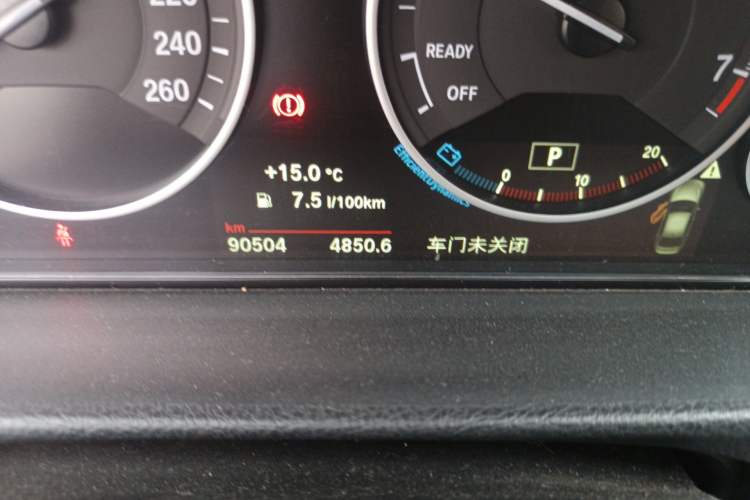 220
240
260
READY
OFF
7
P
EfficientDynamics
0
10
20
+15.0 °C
7.5 l/100km
km
90504
4850.6
车门未关闭